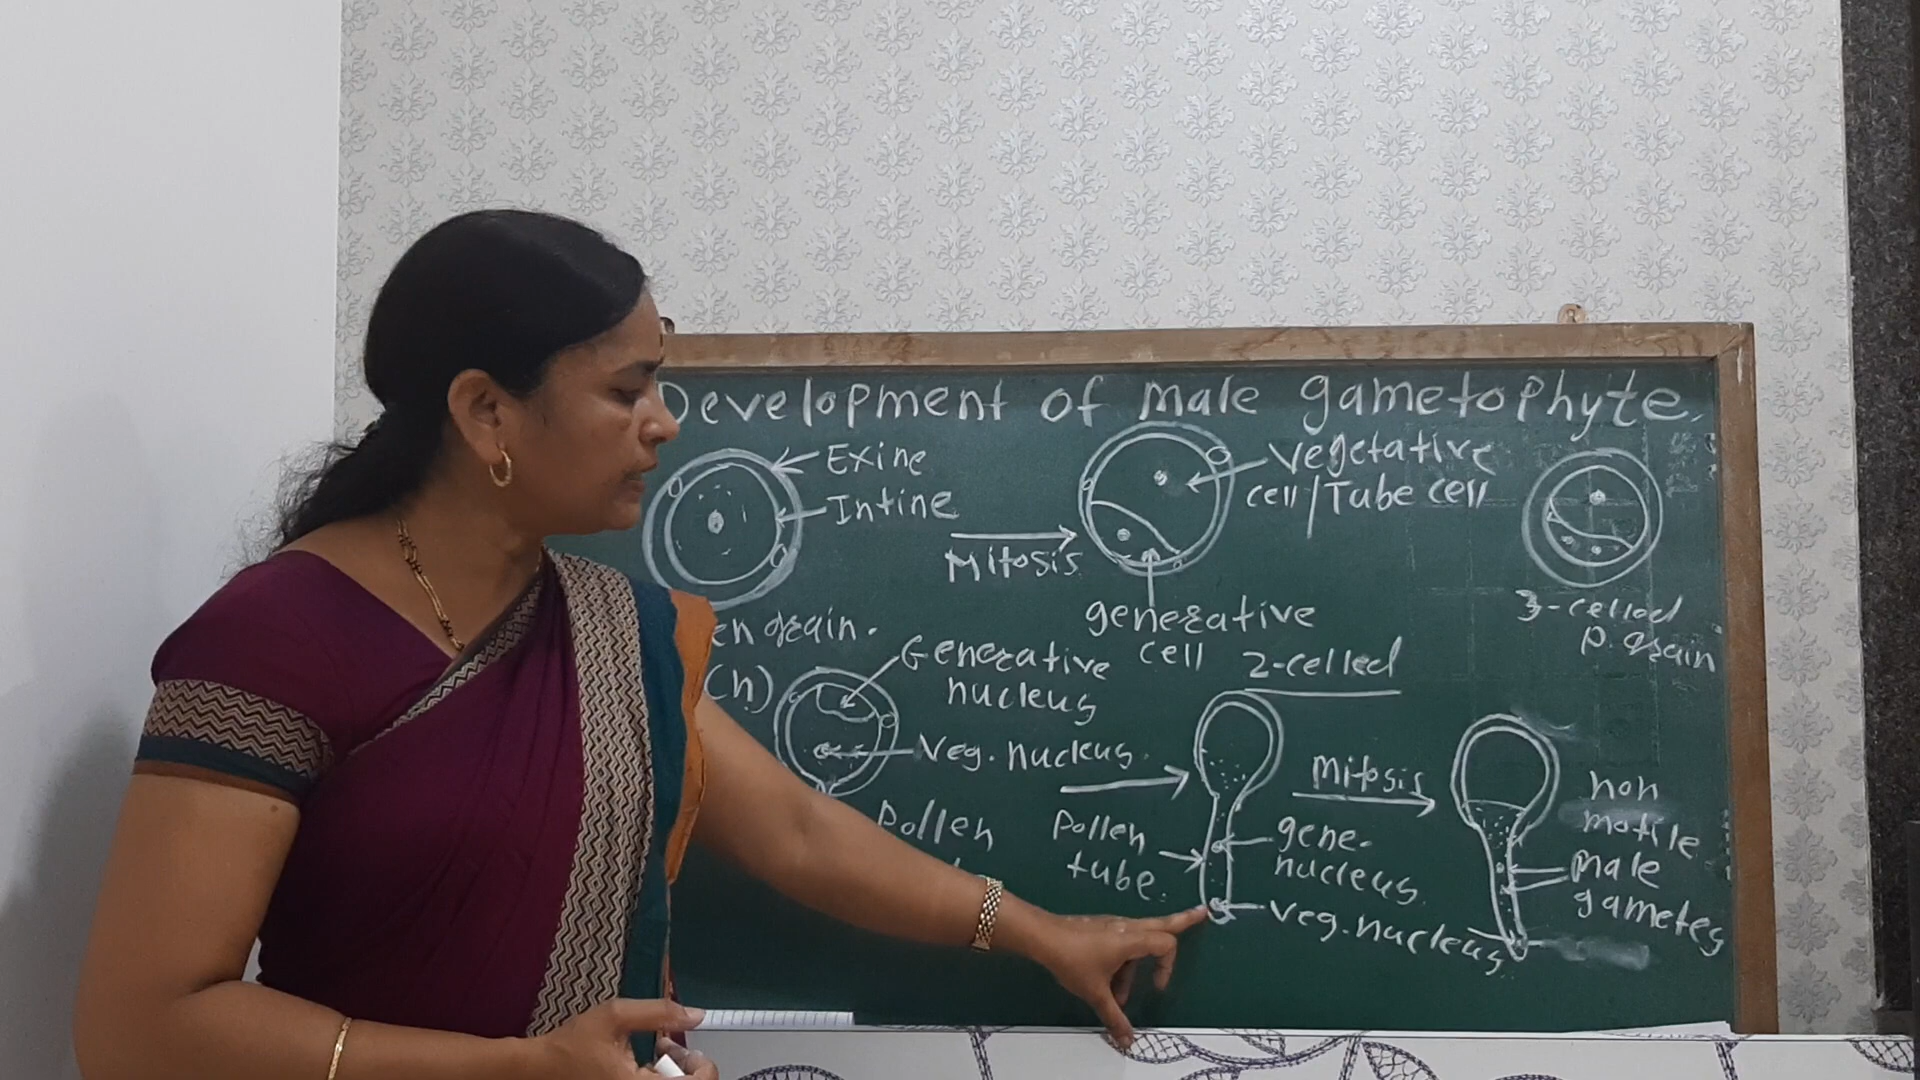 Development of male gametophyte.
Exine
Intine
Mitosis
Vegetative
cell/Tube cell
generative
cell
2-celled
3-celled
p. grain
en grain.
(n)
Generative
nucleus
Veg. nucleus.
Pollen
Pollen
tube.
gene.
nucleus.
Veg. nucleus
Mitosis
non
motile
male
gametes